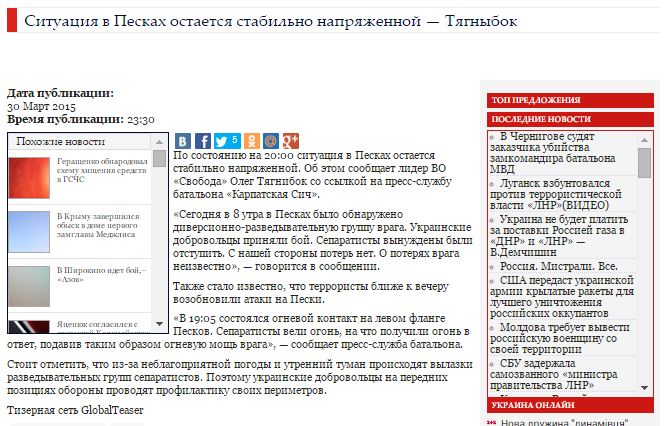 Ситуация в Песках остается стабильно напряженной — Тягныбок
Дата публикации:
30 Март 2015
Время публикации: 23:30
Похожие новости
Геращенко обнародовал
схему хищения средств
в ГСЧС
В Крыму завершился
обыск в доме первого
замглавы Меджлиса
В Широкино идет бой,–
«Азов»
Яценюк согласился с
5
По состоянию на 20:00 ситуация в Песках остается
стабильно напряженной. Об этом сообщает лидер ВО
«Свобода» Олег Тягнибок со ссылкой на пресс-службу
батальона «Карпатская Сич».
«Сегодня в 8 утра в Песках было обнаружено
диверсионно-разведывательную группу врага. Украинские
добровольцы приняли бой. Сепаратисты вынуждены были
отступить. С нашей стороны потерь нет. О потерях врага
неизвестно», — говорится в сообщении.
Также стало известно, что террористы ближе к вечеру
возобновили атаки на Пески.
«В 19:05 состоялся огневой контакт на левом фланге
Песков. Сепаратисты вели огонь, на что получили огонь в
ответ, подавив таким образом огневую мощь врага», — сообщает пресс-служба батальона.
Стоит отметить, что из-за неблагоприятной погоды и утренний туман происходят вылазки
разведывательных групп сепаратистов. Поэтому украинские добровольцы на передних
позициях обороны проводят профилактику своих периметров.
Тизерная сеть GlobalTeaser
ТОП ПРЕДЛОЖЕНИЯ
ПОСЛЕДНИЕ НОВОСТИ
В Чернигове судят
заказчика убийства
замкомандира батальона
МВД
Луганск взбунтовался
против террористической
власти «ЛНР»(ВИДЕО)
Украина не будет платить
за поставки Россией газа в
«ДНР» и «ЛНР» —
В.Демчишин
Россия. Мистрали. Все.
США передаст украинской
армии крылатые ракеты для
лучшего уничтожения
российских оккупантов
Молдова требует вывести
российскую военщину со
своей территории
СБУ задержала
самозваного «министра
правительства ЛНР»
УКРАИНА ОНЛАЙН
Нова дружина "динамівця"